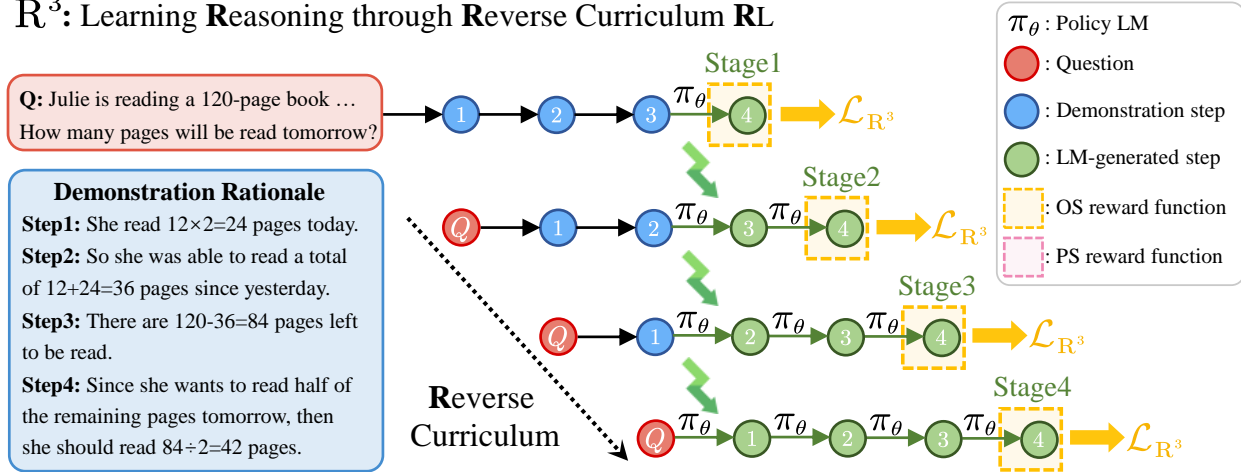 R³: Learning Reasoning through Reverse Curriculum RL
Q: Julie is reading a 120-page book …
How many pages will be read tomorrow?
Demonstration Rationale
Step1: She read 12×2=24 pages today.
Step2: So she was able to read a total
of 12+24=36 pages since yesterday.
Step3: There are 120-36=84 pages left
to be read.
Step4: Since she wants to read half of
the remaining pages tomorrow, then
she should read 84÷2=42 pages.
Stage1
1 2 3 π_θ 4 ℒ_R³
Stage2
Q 1 2 π_θ 3 π_θ 4 ℒ_R³
Stage3
Q 1 π_θ 2 π_θ 3 π_θ 4 ℒ_R³
Stage4
Q π_θ 1 π_θ 2 π_θ 3 π_θ 4 ℒ_R³
Reverse
Curriculum
π_θ : Policy LM
: Question
: Demonstration step
: LM-generated step
: OS reward function
: PS reward function